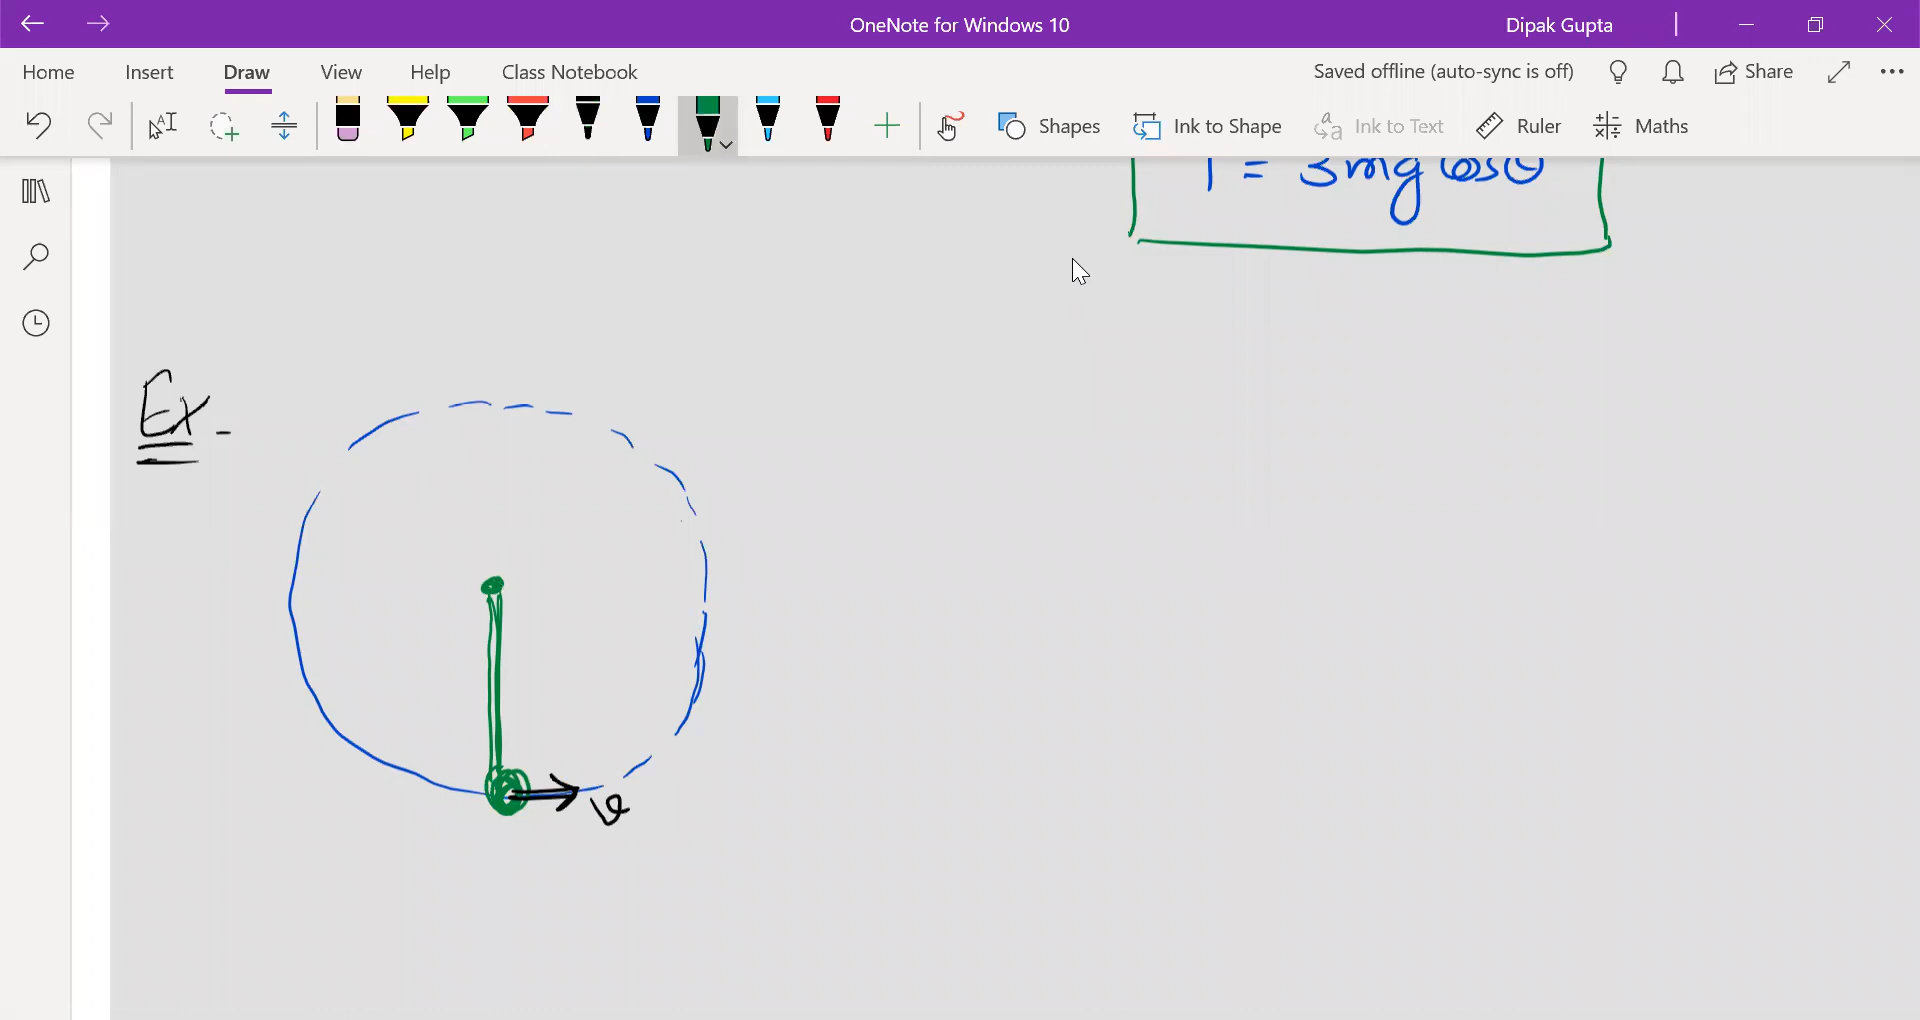 OneNote for Windows 10
Dipak Gupta
Home Insert Draw View Help Class Notebook
Saved offline (auto-sync is off) Share
Shapes Ink to Shape Ink to Text Ruler Maths
T = 3mg cosθ
Ex -
v